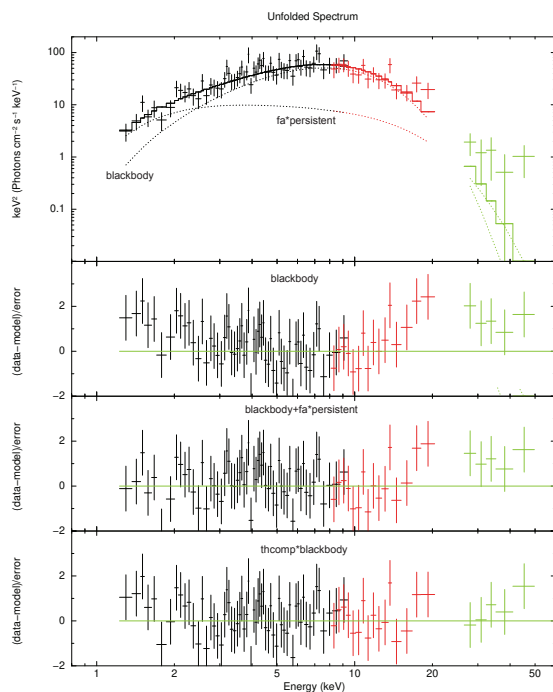 Unfolded Spectrum
keV² (Photons cm⁻² s⁻¹ keV⁻¹)
100
10
1
0.1
fa*persistent
blackbody
blackbody
(data−model)/error
2
0
−2
blackbody+fa*persistent
(data−model)/error
2
0
−2
thcomp*blackbody
(data−model)/error
2
0
−2
1
2
5
10
20
50
Energy (keV)